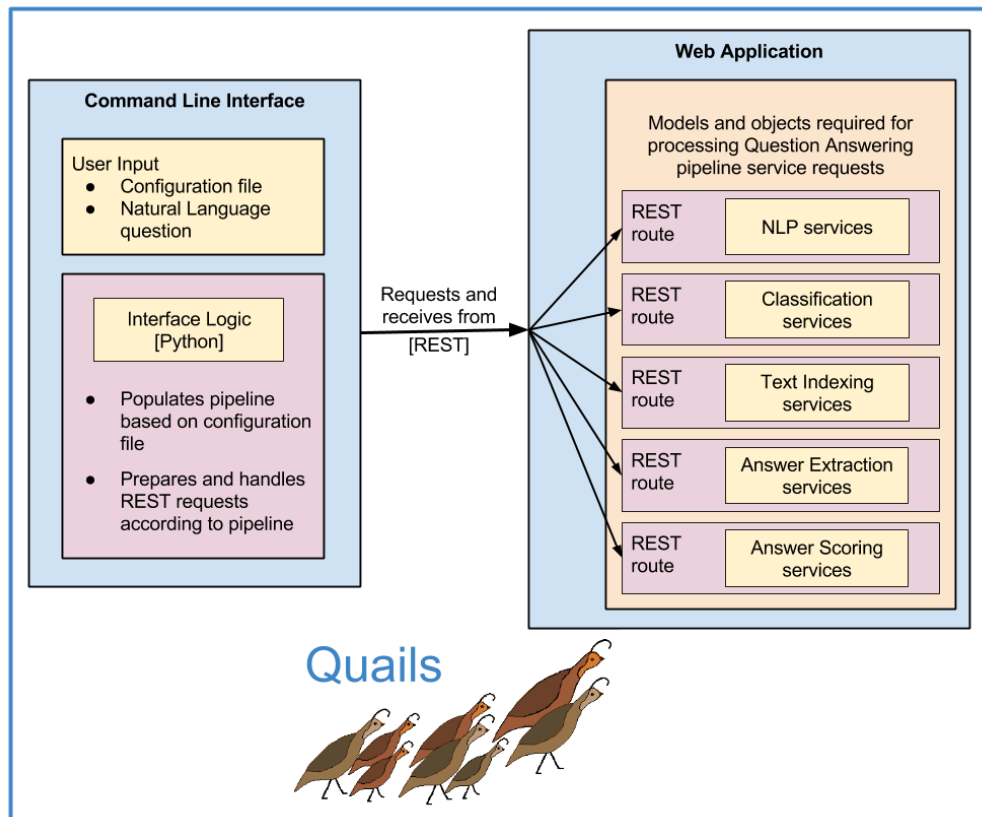 Command Line Interface
User Input
● Configuration file
● Natural Language
question
Interface Logic
[Python]
● Populates pipeline
based on configuration
file
● Prepares and handles
REST requests
according to pipeline
Requests and
receives from
[REST]
Web Application
Models and objects required for
processing Question Answering
pipeline service requests
REST
route
NLP services
REST
route
Classification
services
REST
route
Text Indexing
services
REST
route
Answer Extraction
services
REST
route
Answer Scoring
services
Quails